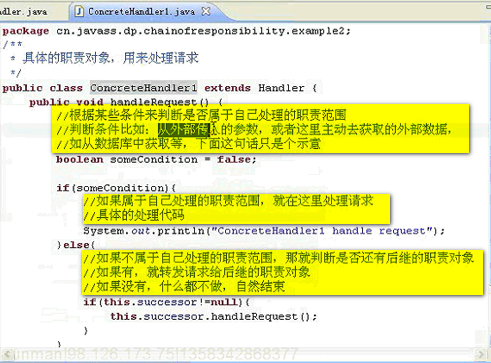 dler.java
ConcreteHandler1.java
package cn.javass.dp.chainofresponsibility.example2;
/**
* 具体的职责对象，用来处理请求
*/
public class ConcreteHandler1 extends Handler {
public void handleRequest() {
//根据某些条件来判断是否属于自己处理的职责范围
//判断条件比如：从外部传入的参数，或者这里主动去获取的外部数据，
//如从数据库中获取等，下面这句话只是个示意
boolean someCondition = false;
if(someCondition){
//如果属于自己处理的职责范围，就在这里处理请求
//具体的处理代码
System.out.println("ConcreteHandler1 handle request");
}else{
//如果不属于自己处理的职责范围，那就判断是否还有后继的职责对象
//如果有，就转发请求给后继的职责对象
//如果没有，什么都不做，自然结束
if(this.successor!=null){
this.successor.handleRequest();
}
}
unman|98.126.173.75|1358342868377